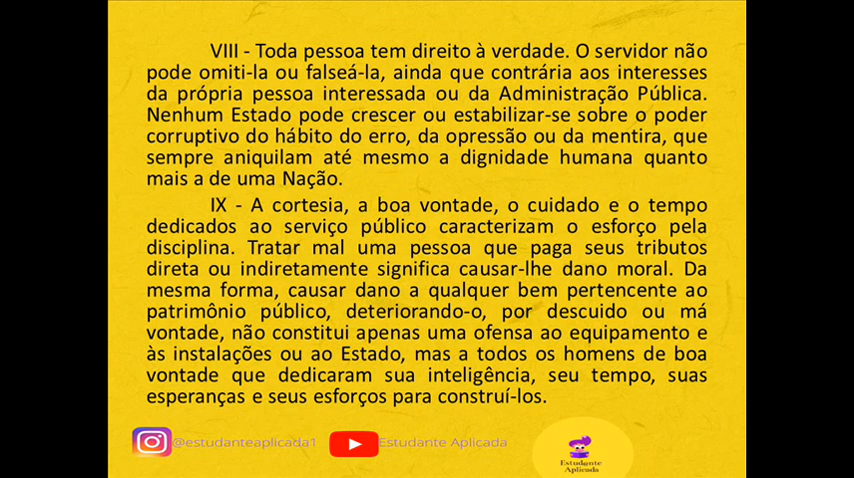 VIII - Toda pessoa tem direito à verdade. O servidor não
pode omiti-la ou falseá-la, ainda que contrária aos interesses
da própria pessoa interessada ou da Administração Pública.
Nenhum Estado pode crescer ou estabilizar-se sobre o poder
corruptivo do hábito do erro, da opressão ou da mentira, que
sempre aniquilam até mesmo a dignidade humana quanto
mais a de uma Nação.
IX - A cortesia, a boa vontade, o cuidado e o tempo
dedicados ao serviço público caracterizam o esforço pela
disciplina. Tratar mal uma pessoa que paga seus tributos
direta ou indiretamente significa causar-lhe dano moral. Da
mesma forma, causar dano a qualquer bem pertencente ao
patrimônio público, deteriorando-o, por descuido ou má
vontade, não constitui apenas uma ofensa ao equipamento e
às instalações ou ao Estado, mas a todos os homens de boa
vontade que dedicaram sua inteligência, seu tempo, suas
esperanças e seus esforços para construí-los.
@estudanteaplicada1
Estudante Aplicada
Estudante
Aplicada